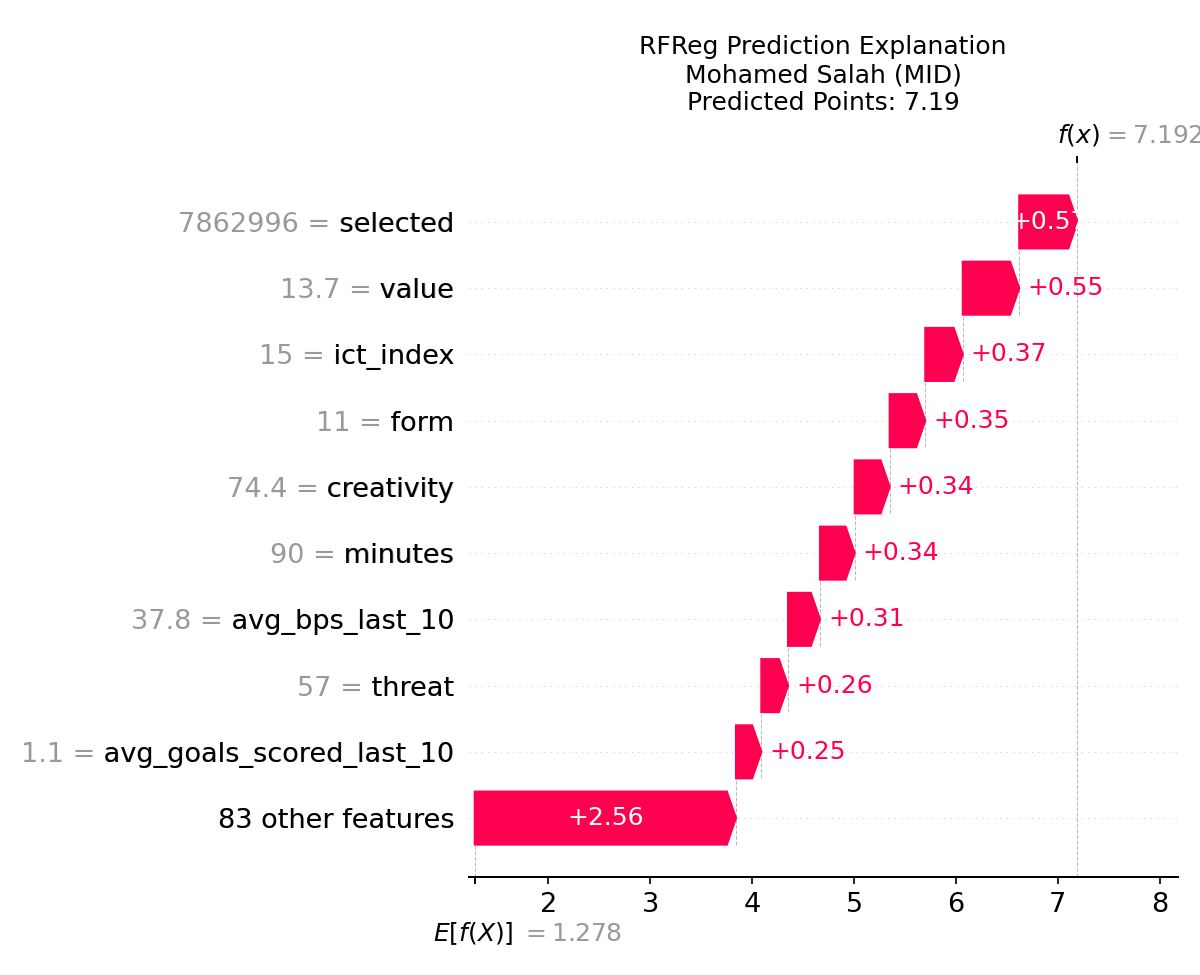 RFReg Prediction Explanation
Mohamed Salah (MID)
Predicted Points: 7.19
f(x) = 7.192
7862996 = selected +0.57
13.7 = value +0.55
15 = ict_index +0.37
11 = form +0.35
74.4 = creativity +0.34
90 = minutes +0.34
37.8 = avg_bps_last_10 +0.31
57 = threat +0.26
1.1 = avg_goals_scored_last_10 +0.25
83 other features +2.56
2 3 4 5 6 7 8
E[f(X)] = 1.278